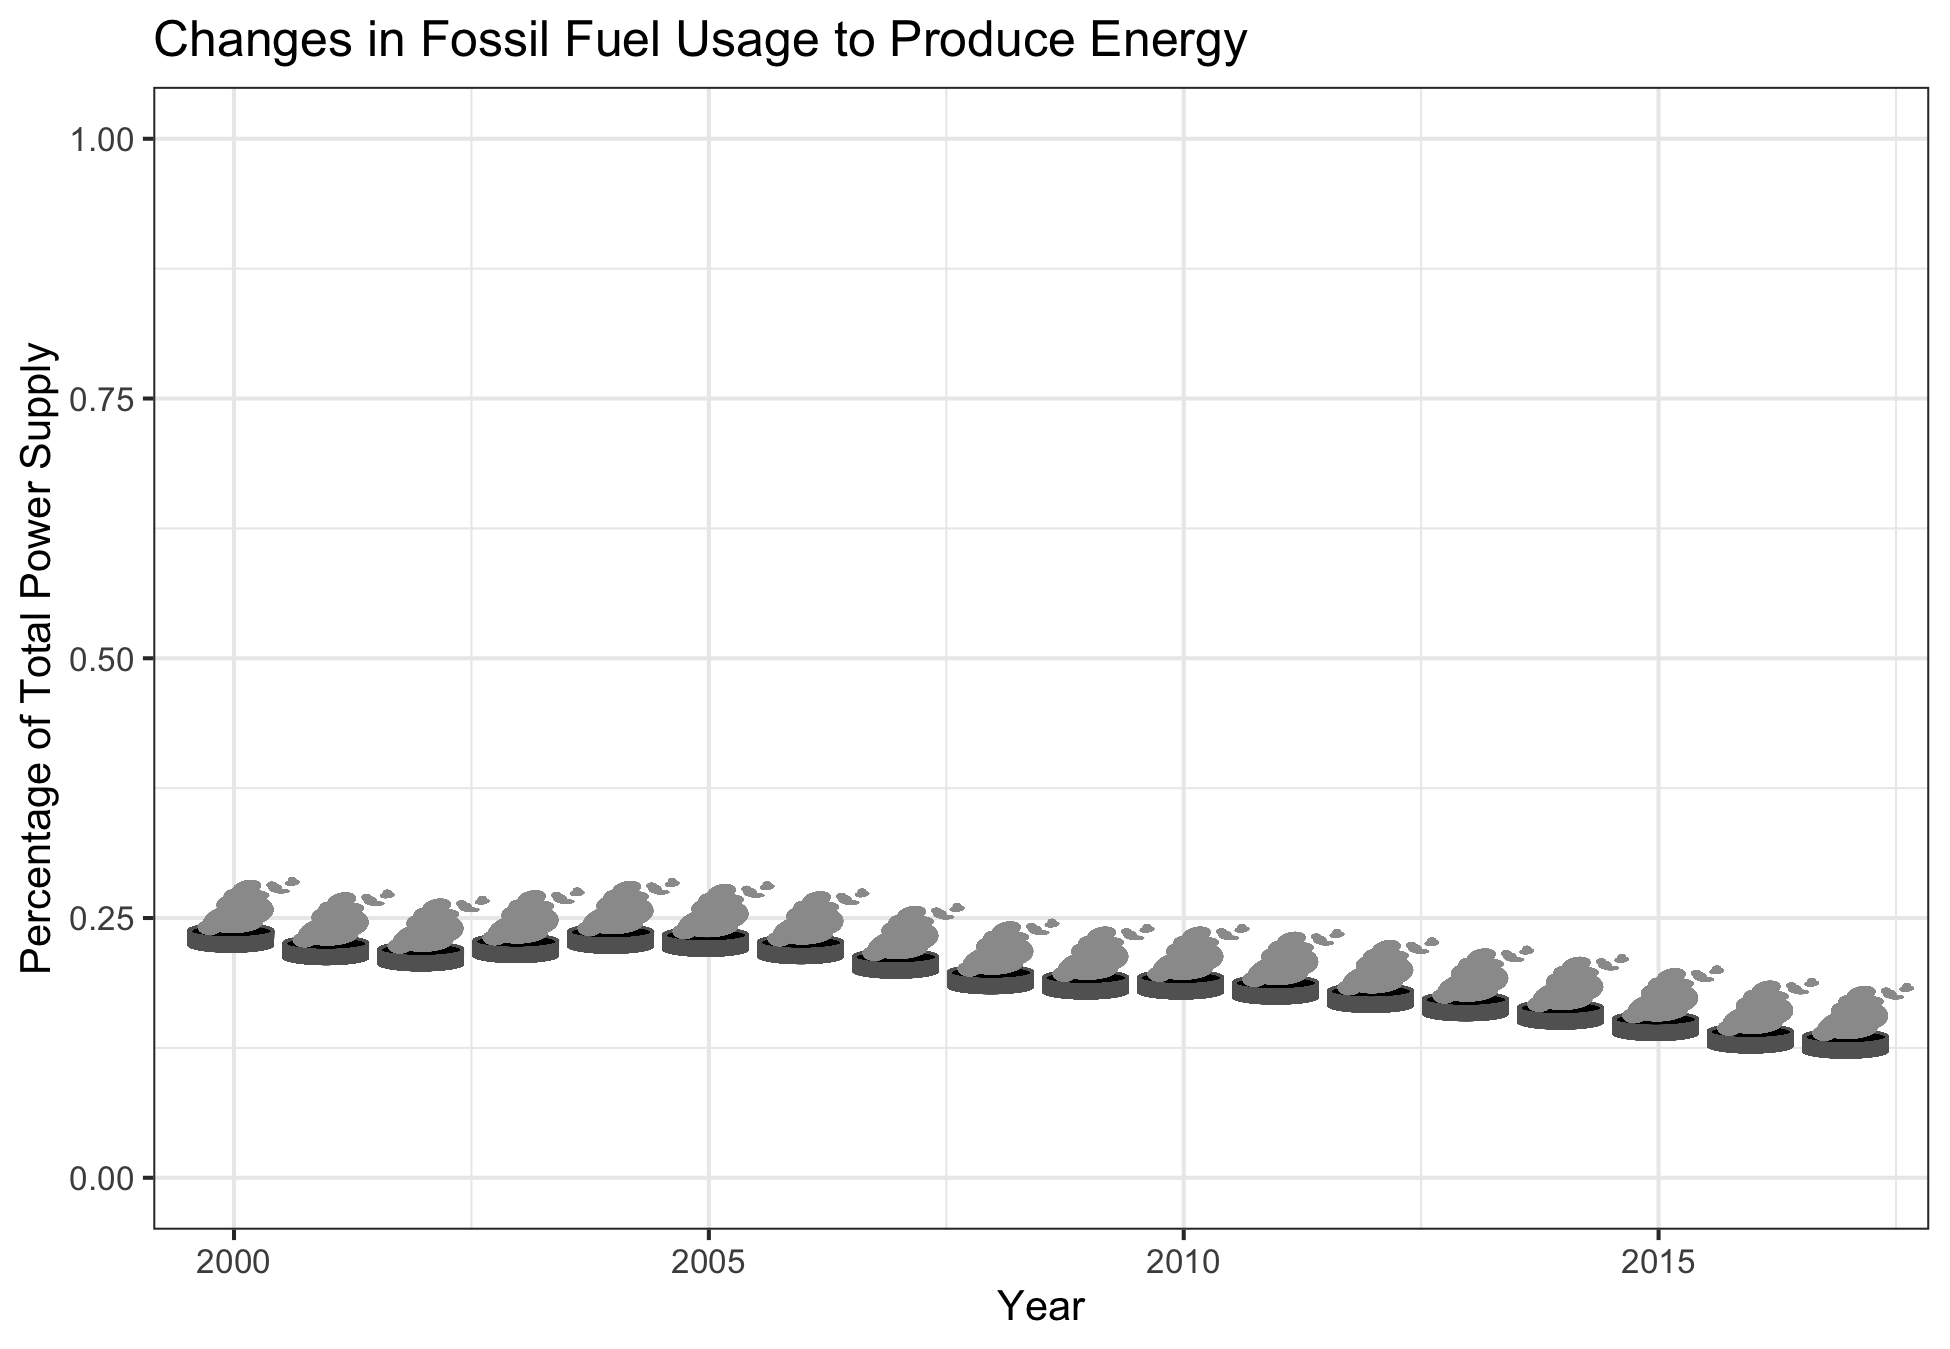 Changes in Fossil Fuel Usage to Produce Energy
Percentage of Total Power Supply
1.00
0.75
0.50
0.25
0.00
2000 2005 2010 2015
Year